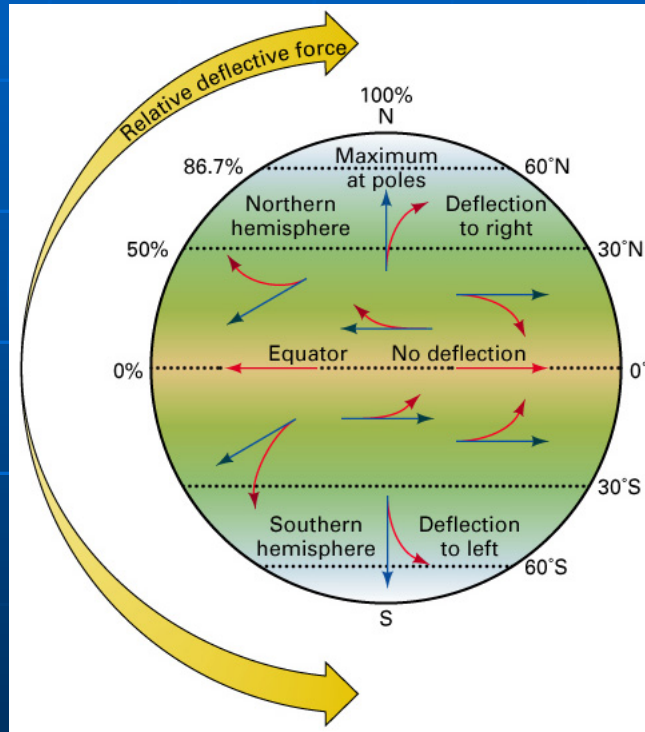 Relative deflective force
100%
N
86.7%
Maximum
at poles
60°N
Northern
hemisphere
Deflection
to right
50%
30°N
0%
Equator
No deflection
0°
30°S
Southern
hemisphere
Deflection
to left
60°S
S